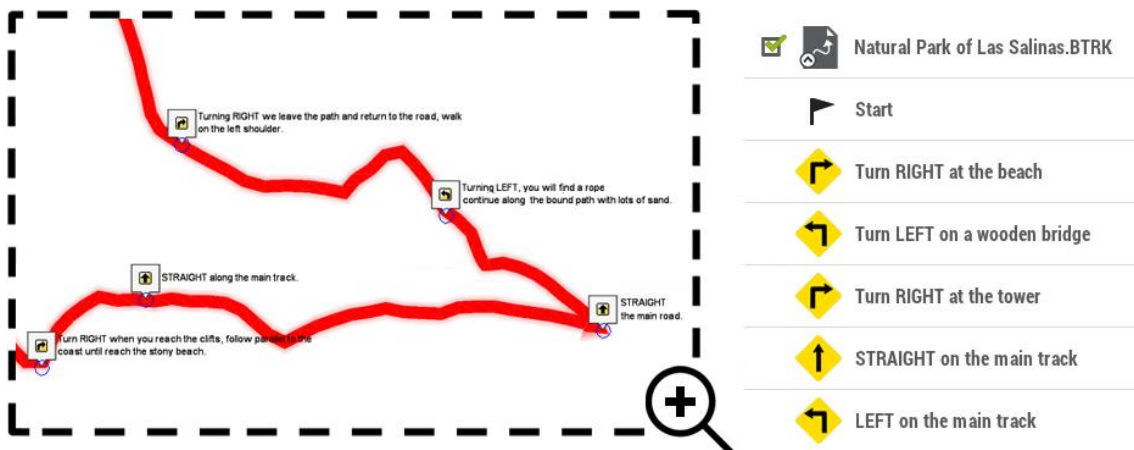 Turning RIGHT we leave the path and return to the road, walk
on the left shoulder.
Turning LEFT, you will find a rope
continue along the bound path with lots of sand.
STRAIGHT along the main track.
STRAIGHT
the main road.
Turn RIGHT when you reach the clifts, follow parallel to the
coast until reach the stony beach.
Natural Park of Las Salinas.BTRK
Start
Turn RIGHT at the beach
Turn LEFT on a wooden bridge
Turn RIGHT at the tower
STRAIGHT on the main track
LEFT on the main track